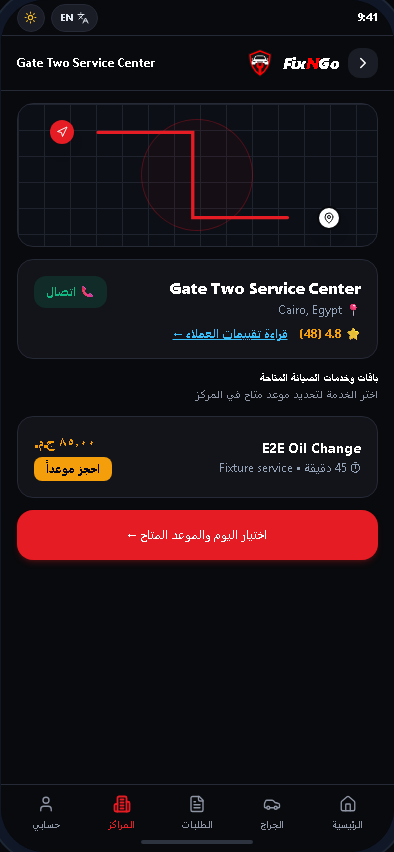 EN
9:41
Gate Two Service Center
FixNGo
Gate Two Service Center
اتصال
Cairo, Egypt
4.8 (48)
قراءة تقييمات العملاء ←
باقات وخدمات الصيانة المتاحة
اختر الخدمة لتحديد موعد متاح في المركز
E2E Oil Change
٨٥٫٠٠ ج.م.
45 دقيقة • Fixture service
احجز موعداً
اختيار اليوم والموعد المتاح ←
الرئيسية
الجراج
الطلبات
المراكز
حسابي